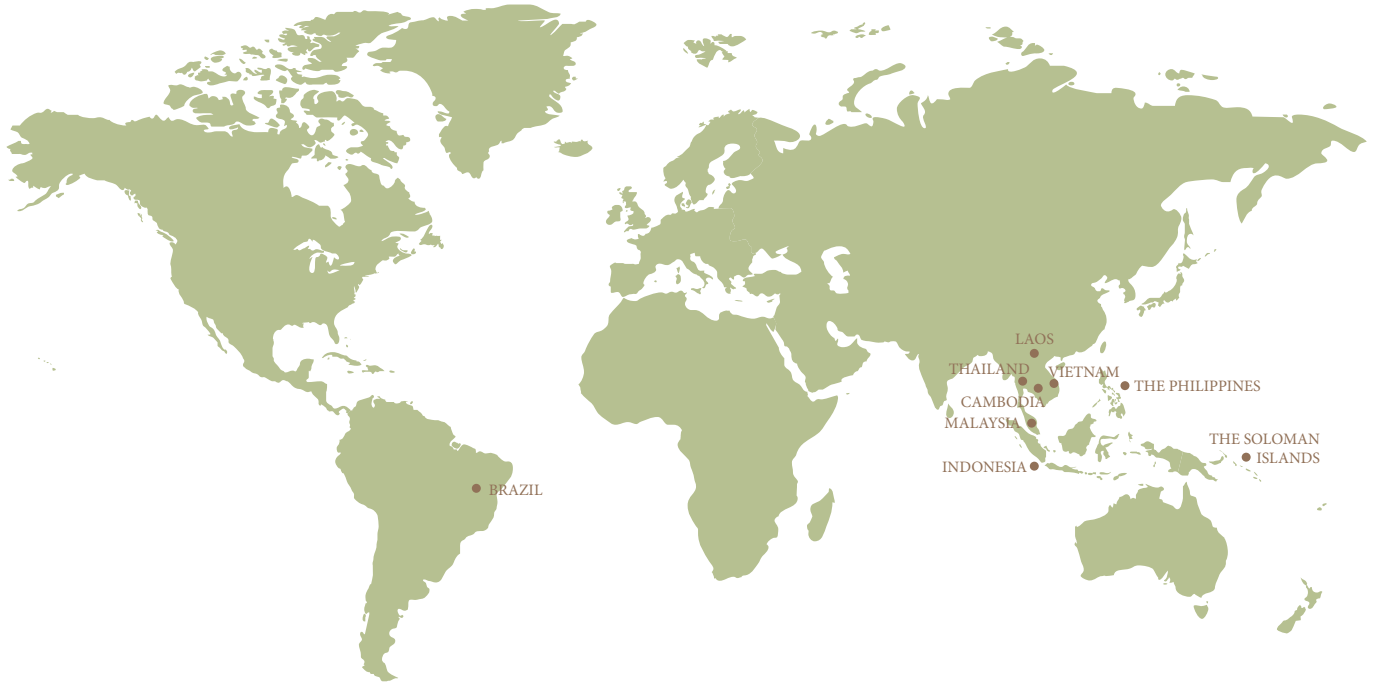 LAOS
THAILAND
VIETNAM
THE PHILIPPINES
CAMBODIA
MALAYSIA
THE SOLOMAN
ISLANDS
INDONESIA
BRAZIL